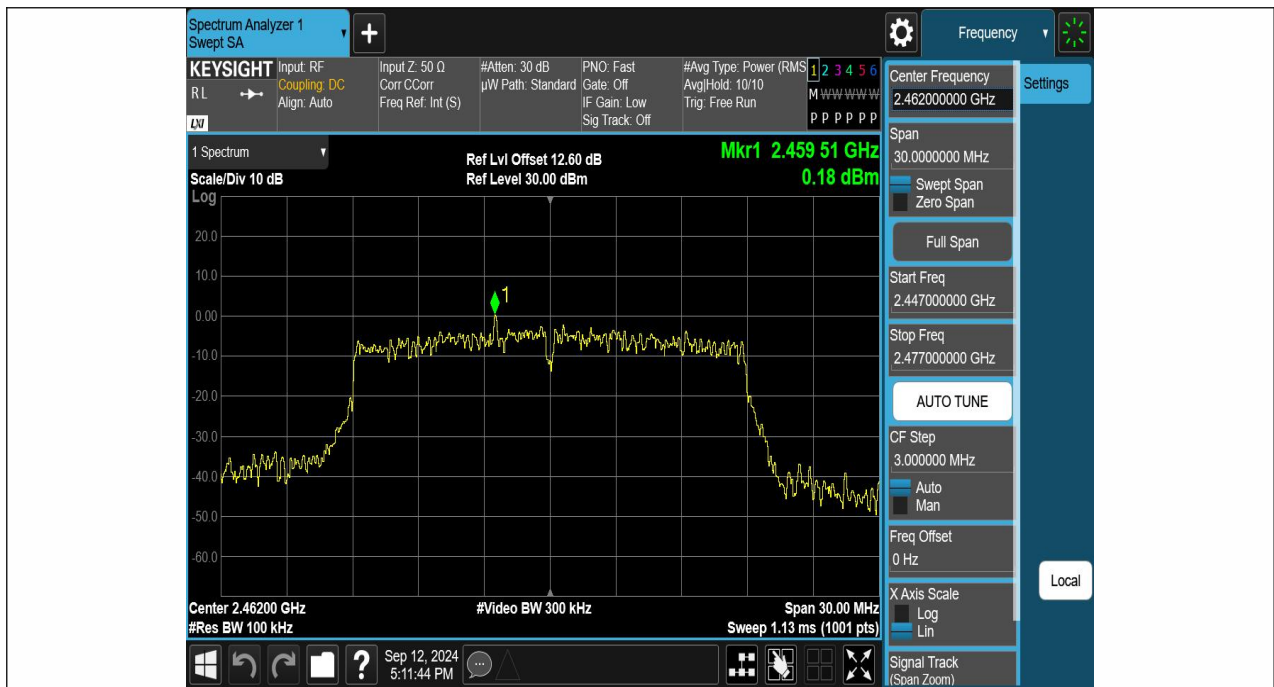 Spectrum Analyzer 1
Swept SA
+
Frequency
KEYSIGHT
RL
LXI
Input: RF
Coupling: DC
Align: Auto
Input Z: 50 Ω
Corr CCorr
Freq Ref: Int (S)
#Atten: 30 dB
µW Path: Standard
PNO: Fast
Gate: Off
IF Gain: Low
Sig Track: Off
#Avg Type: Power (RMS
Avg|Hold: 10/10
Trig: Free Run
1 2 3 4 5 6
M W W W W W
P P P P P P
1 Spectrum
Scale/Div 10 dB
Log
Ref Lvl Offset 12.60 dB
Ref Level 30.00 dBm
Mkr1 2.459 51 GHz
0.18 dBm
20.0
10.0
0.00
-10.0
-20.0
-30.0
-40.0
-50.0
-60.0
1
Center 2.46200 GHz
#Res BW 100 kHz
#Video BW 300 kHz
Span 30.00 MHz
Sweep 1.13 ms (1001 pts)
Center Frequency
2.462000000 GHz
Settings
Span
30.0000000 MHz
Swept Span
Zero Span
Full Span
Start Freq
2.447000000 GHz
Stop Freq
2.477000000 GHz
AUTO TUNE
CF Step
3.000000 MHz
Auto
Man
Freq Offset
0 Hz
X Axis Scale
Log
Lin
Local
Signal Track
(Span Zoom)
?
Sep 12, 2024
5:11:44 PM